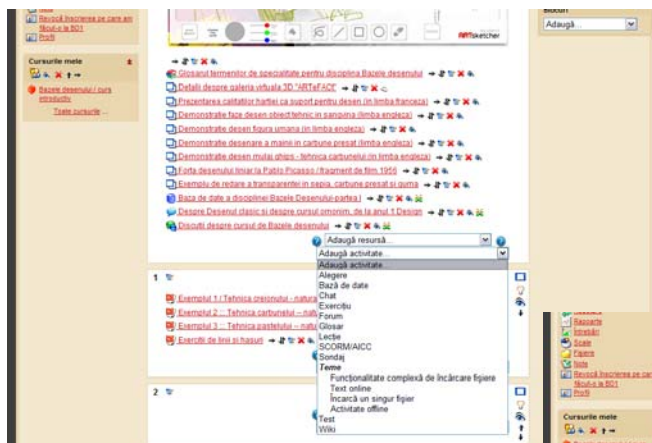 Note
Revocă înscrierea pe care am
făcut-o la BD1
Profil
Cursurile mele
Bazele desenului / curs
introductiv
Toate cursurile ...
ARTsketcher
Glosarul termenilor de specialitate pentru disciplina Bazele desenului
Detalii despre galeria virtuala 3D "ARTeFACT"
Prezentarea calitatilor hartiei ca suport pentru desen (in limba franceza)
Demonstratie faze desen obiect tehnic in sangvina (limba engleza)
Demonstratie desen figura umana (in limba engleza)
Demonstratie desenare a mainii in carbune presat (limba engleza)
Demonstratie desen mulaj ghips - tehnica carbunelui (in limba engleza)
Forta desenului liniar la Pablo Picasso / fragment de film 1956
Exemplu de redare a transparentei in sepia, carbune presat si guma
Baza de date a disciplinei Bazele Desenului-partea I
Despre Desenul clasic si despre cursul omonim, de la anul 1 Design
Discutii despre cursul de Bazele desenului
Adaugă resursă...
Adaugă activitate...
Adaugă activitate...
Alegere
Bază de date
Chat
Exerciţiu
Forum
Glosar
Lecţie
SCORM/AICC
Sondaj
Teme
Funcţionalitate complexă de încărcare fişiere
Text online
Încarcă un singur fişier
Activitate offline
Test
Wiki
1
Exemplul 1 / Tehnica creionului - natura
Exemplul 2 :: Tehnica carbunelui -- natu
Exemplul 3 :: Tehnica pastelului -- natu
Exercitii de linii si hasuri
2
Blocuri
Adaugă...
Rapoarte
Întrebări
Scale
Fişiere
Note
Revocă înscrierea pe care
făcut-o la BD1
Profil
Cursurile mele